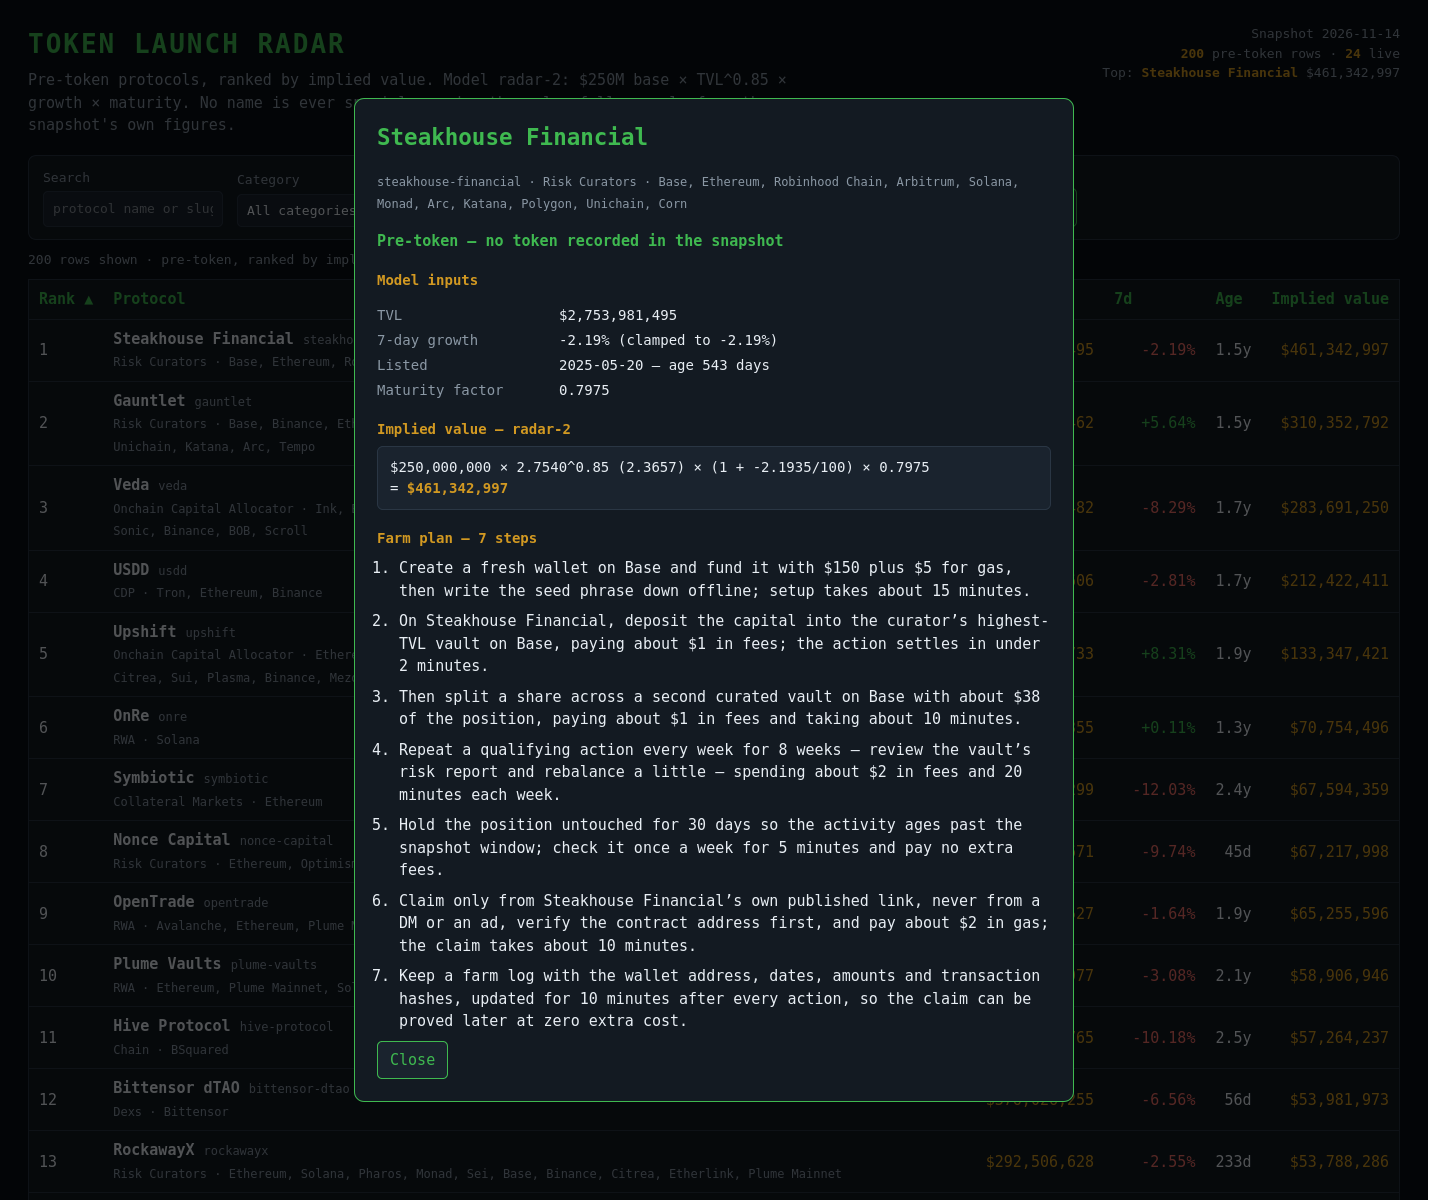 TOKEN LAUNCH RADAR
Snapshot 2026-11-14
200 pre-token rows · 24 live
Top: Steakhouse Financial $461,342,997
Pre-token protocols, ranked by implied value. Model radar-2: $250M base × TVL^0.85 ×
growth × maturity. No name is ever
snapshot's own figures.
Search
protocol name or slug
Category
All categories
200 rows shown · pre-token, ranked by
Rank ▲ Protocol 7d Age Implied value
1 Steakhouse Financial -2.19% 1.5y $461,342,997
Risk Curators · Base, Ethereum,
2 Gauntlet gauntlet +5.64% 1.5y $310,352,792
Risk Curators · Base, Binance,
Unichain, Katana, Arc, Tempo
3 Veda veda -8.29% 1.7y $283,691,250
Onchain Capital Allocator · Ink,
Sonic, Binance, BOB, Scroll
4 USDD usdd -2.81% 1.7y $212,422,411
CDP · Tron, Ethereum, Binance
5 Upshift upshift +8.31% 1.9y $133,347,421
Onchain Capital Allocator ·
Citrea, Sui, Plasma, Binance,
6 OnRe onre +0.11% 1.3y $70,754,496
RWA · Solana
7 Symbiotic symbiotic -12.03% 2.4y $67,594,359
Collateral Markets · Ethereum
8 Nonce Capital nonce-capital -9.74% 45d $67,217,998
Risk Curators · Ethereum,
9 OpenTrade opentrade -1.64% 1.9y $65,255,596
RWA · Avalanche, Ethereum, Plume
10 Plume Vaults plume-vaults -3.08% 2.1y $58,906,946
RWA · Ethereum, Plume Mainnet,
11 Hive Protocol hive-protocol -10.18% 2.5y $57,264,237
Chain · BSquared
12 Bittensor dTAO bittensor-dtao -6.56% 56d $53,981,973
Dexs · Bittensor
13 RockawayX rockawayx $292,506,628 -2.55% 233d $53,788,286
Risk Curators · Ethereum, Solana, Pharos, Monad, Sei, Base, Binance, Citrea, Etherlink, Plume Mainnet
Steakhouse Financial
steakhouse-financial · Risk Curators · Base, Ethereum, Robinhood Chain, Arbitrum, Solana,
Monad, Arc, Katana, Polygon, Unichain, Corn
Pre-token — no token recorded in the snapshot
Model inputs
TVL $2,753,981,495
7-day growth -2.19% (clamped to -2.19%)
Listed 2025-05-20 — age 543 days
Maturity factor 0.7975
Implied value — radar-2
$250,000,000 × 2.7540^0.85 (2.3657) × (1 + -2.1935/100) × 0.7975
= $461,342,997
Farm plan — 7 steps
1. Create a fresh wallet on Base and fund it with $150 plus $5 for gas,
then write the seed phrase down offline; setup takes about 15 minutes.
2. On Steakhouse Financial, deposit the capital into the curator’s highest-
TVL vault on Base, paying about $1 in fees; the action settles in under
2 minutes.
3. Then split a share across a second curated vault on Base with about $38
of the position, paying about $1 in fees and taking about 10 minutes.
4. Repeat a qualifying action every week for 8 weeks — review the vault’s
risk report and rebalance a little — spending about $2 in fees and 20
minutes each week.
5. Hold the position untouched for 30 days so the activity ages past the
snapshot window; check it once a week for 5 minutes and pay no extra
fees.
6. Claim only from Steakhouse Financial’s own published link, never from a
DM or an ad, verify the contract address first, and pay about $2 in gas;
the claim takes about 10 minutes.
7. Keep a farm log with the wallet address, dates, amounts and transaction
hashes, updated for 10 minutes after every action, so the claim can be
proved later at zero extra cost.
Close